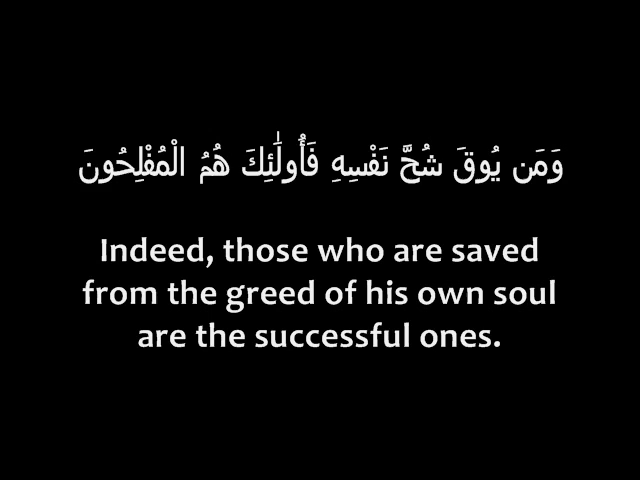 وَمَن يُوقَ شُحَّ نَفْسِهِ فَأُولَٰئِكَ هُمُ الْمُفْلِحُونَ
Indeed, those who are saved
from the greed of his own soul
are the successful ones.